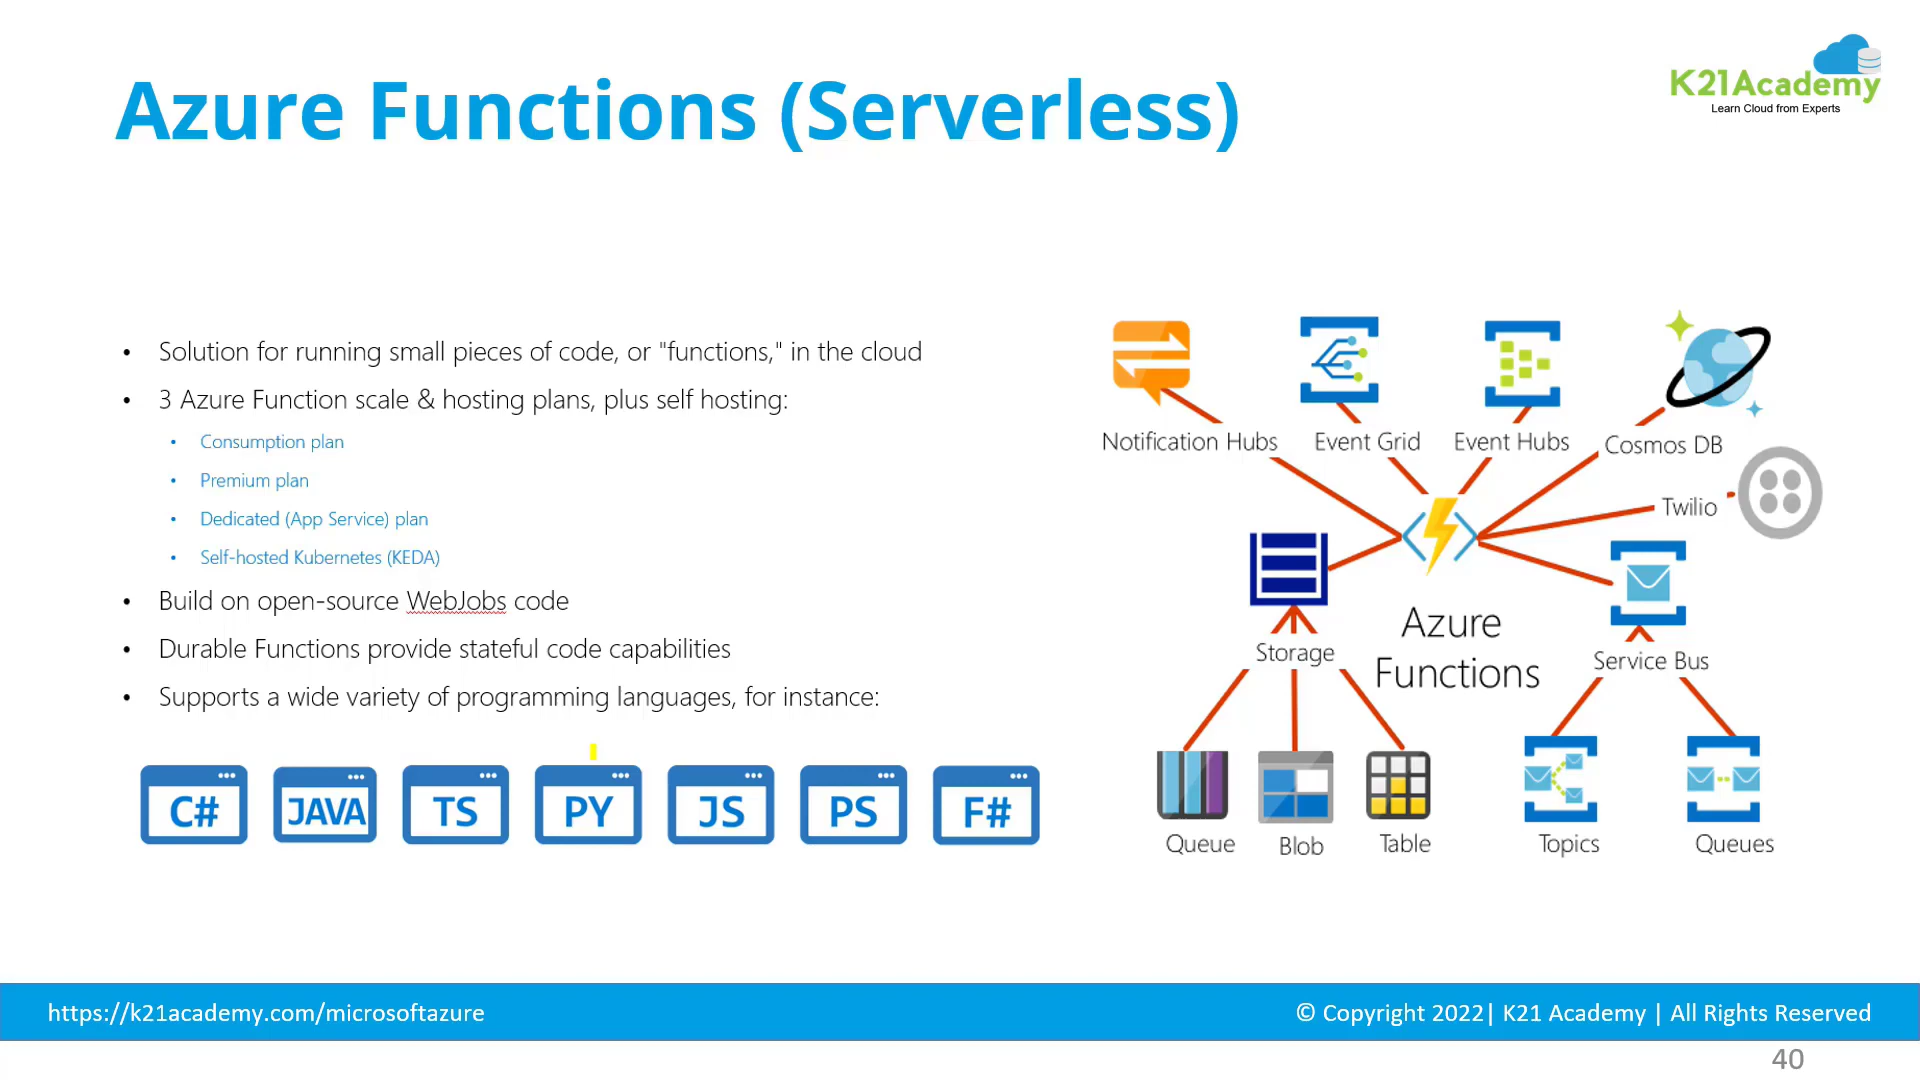 Azure Functions (Serverless)
K21Academy
Learn Cloud from Experts
• Solution for running small pieces of code, or "functions," in the cloud
• 3 Azure Function scale & hosting plans, plus self hosting:
• Consumption plan
• Premium plan
• Dedicated (App Service) plan
• Self-hosted Kubernetes (KEDA)
• Build on open-source WebJobs code
• Durable Functions provide stateful code capabilities
• Supports a wide variety of programming languages, for instance:
C# JAVA TS PY JS PS F#
Notification Hubs Event Grid Event Hubs Cosmos DB
Twilio
Azure
Functions
Storage
Service Bus
Queue Blob Table Topics Queues
https://k21academy.com/microsoftazure
© Copyright 2022| K21 Academy | All Rights Reserved
40